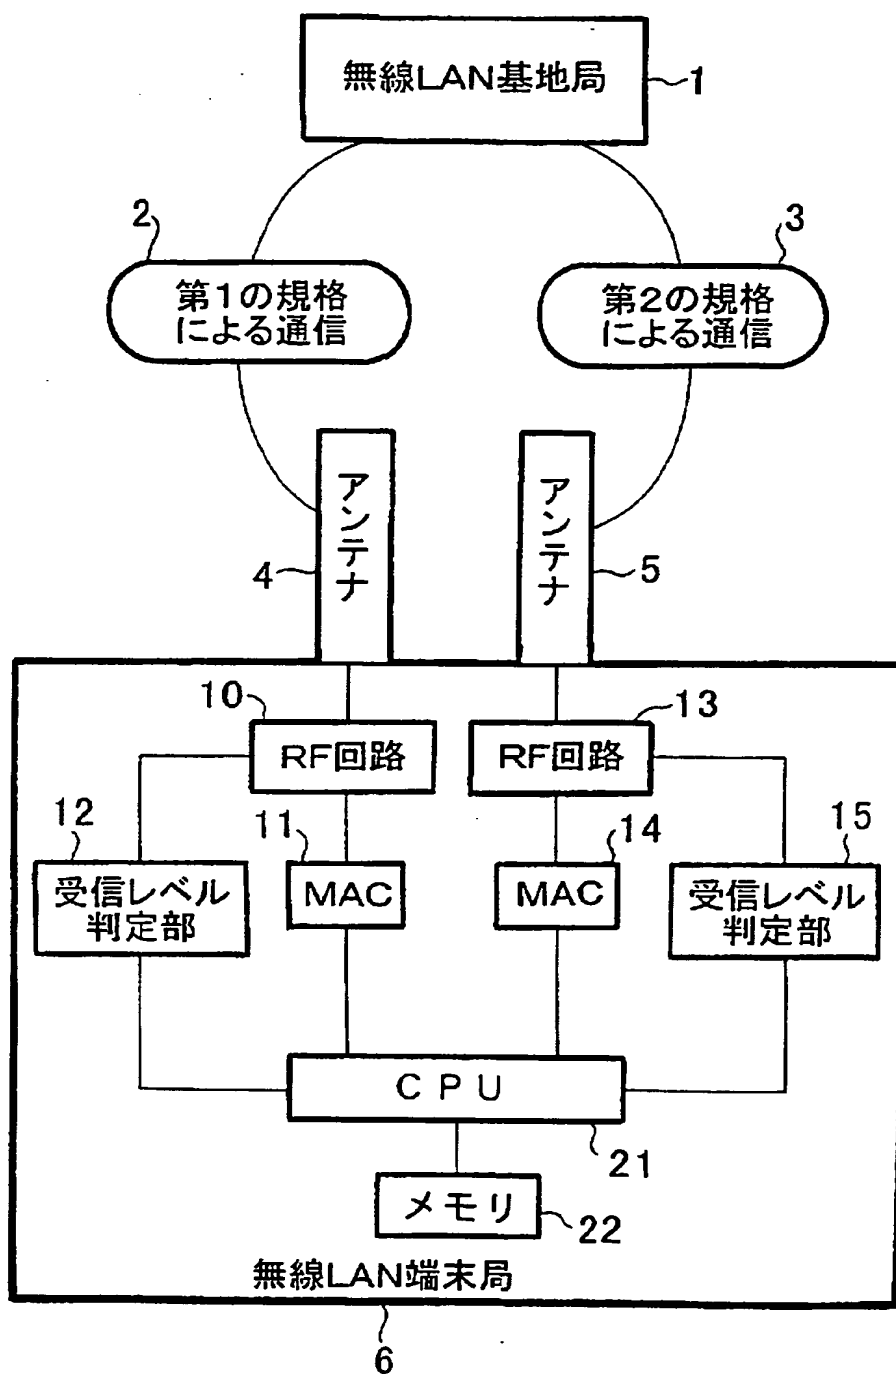 無線LAN基地局
1
2
3
第1の規格
による通信
第2の規格
による通信
アンテナ
アンテナ
4
5
10
13
RF回路
RF回路
12
11
14
15
受信レベル
判定部
MAC
MAC
受信レベル
判定部
CPU
21
メモリ
22
無線LAN端末局
6